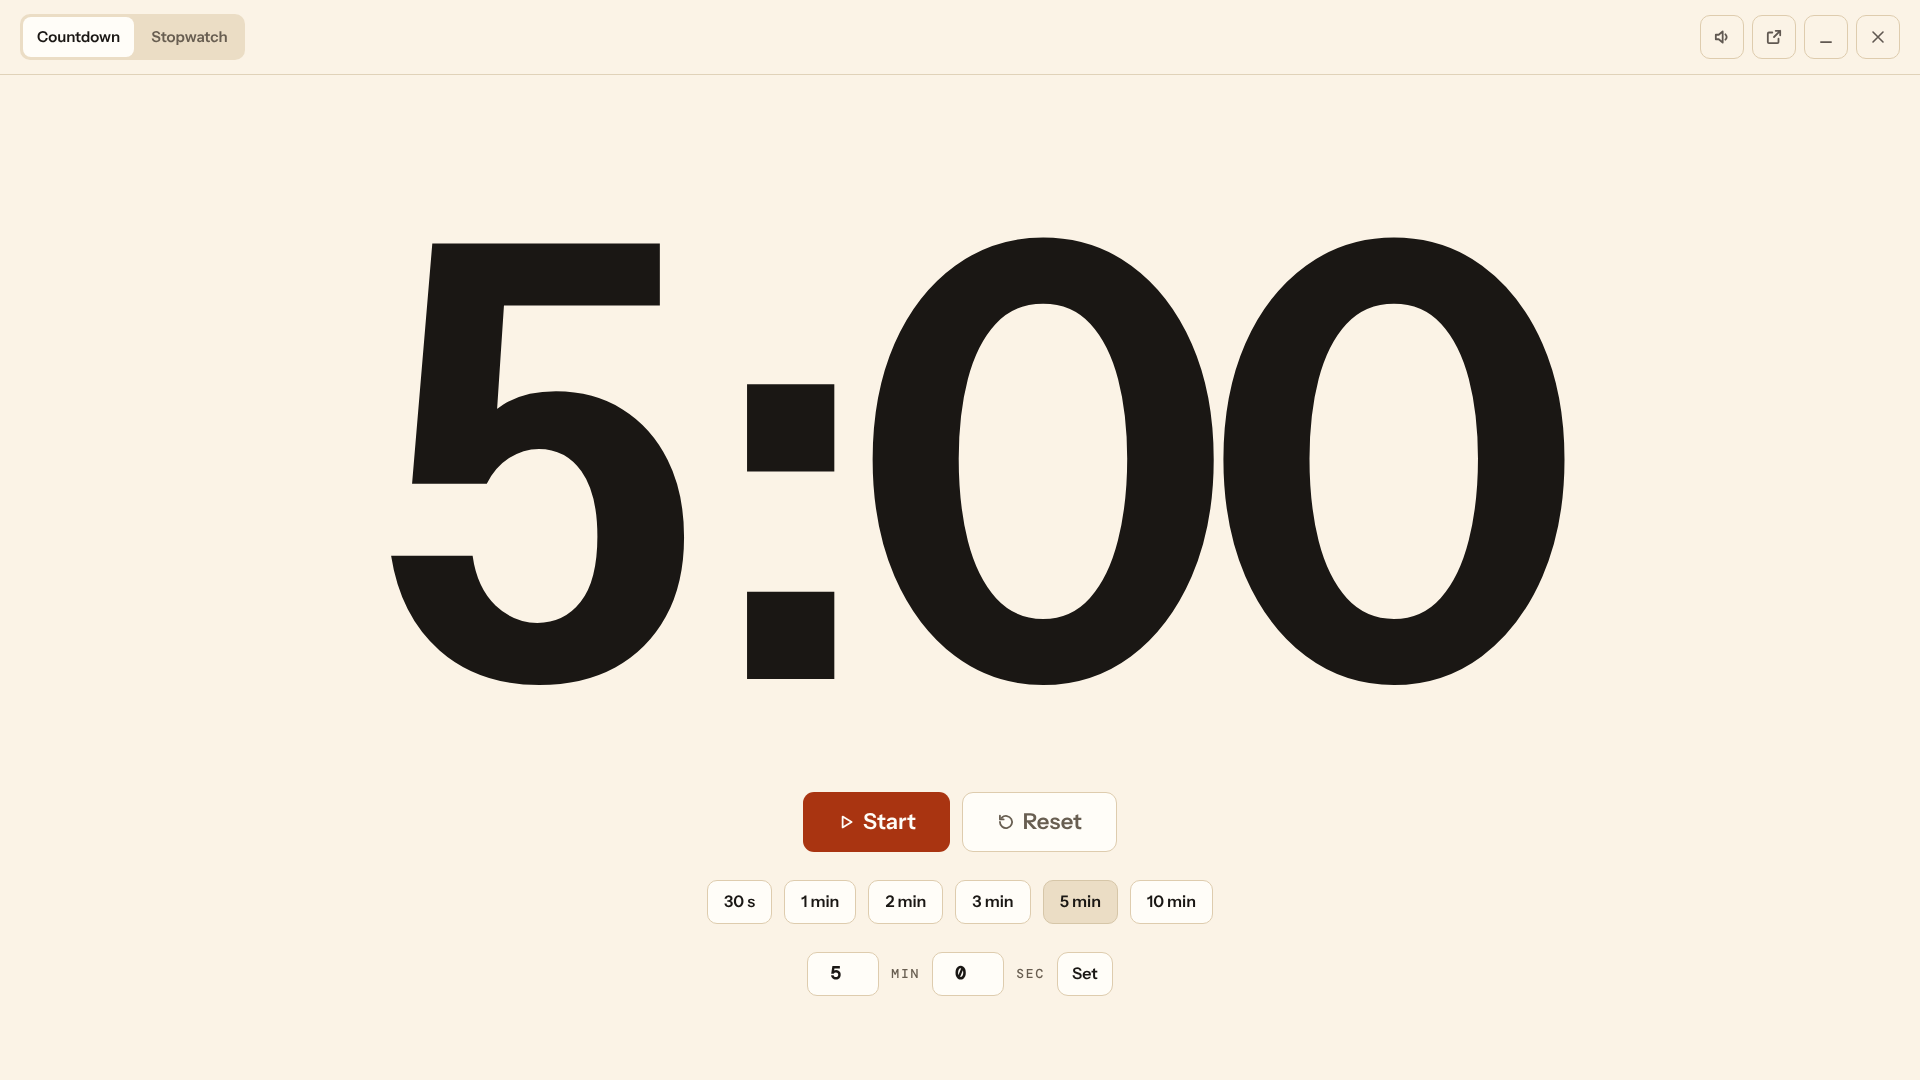 Countdown Stopwatch
5:00
Start Reset
30 s 1 min 2 min 3 min 5 min 10 min
5 MIN 0 SEC Set